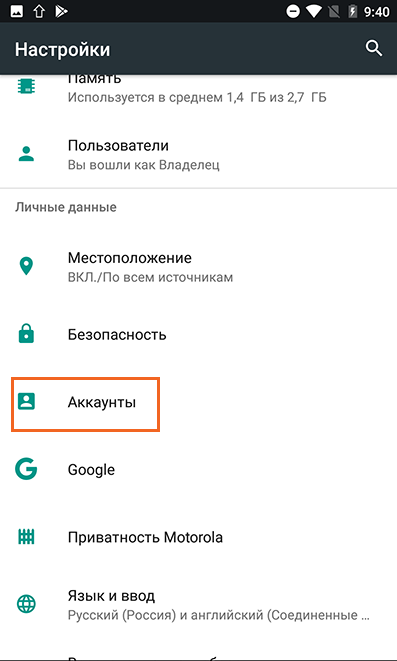 9:40
Настройки
Память
Используется в среднем 1,4 ГБ из 2,7 ГБ
Пользователи
Вы вошли как Владелец
Личные данные
Местоположение
ВКЛ./По всем источникам
Безопасность
Аккаунты
Google
Приватность Motorola
Язык и ввод
Русский (Россия) и английский (Соединенные ...